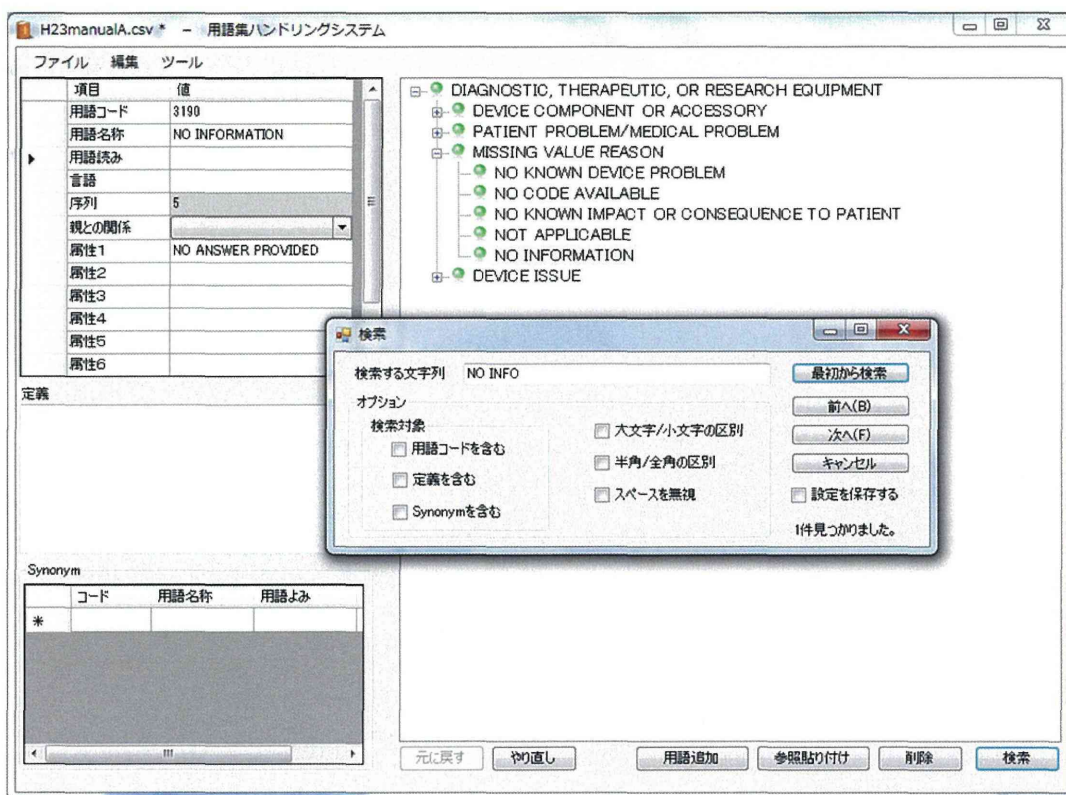 H23manualA.csv * － 用語集ハンドリングシステム
ファイル 編集 ツール
項目 値
用語コード 3190
用語名称 NO INFORMATION
用語読み
言語
序列 5
親との関係
属性1 NO ANSWER PROVIDED
属性2
属性3
属性4
属性5
属性6
定義
Synonym
コード 用語名称 用語よみ
*
DIAGNOSTIC, THERAPEUTIC, OR RESEARCH EQUIPMENT
DEVICE COMPONENT OR ACCESSORY
PATIENT PROBLEM/MEDICAL PROBLEM
MISSING VALUE REASON
NO KNOWN DEVICE PROBLEM
NO CODE AVAILABLE
NO KNOWN IMPACT OR CONSEQUENCE TO PATIENT
NOT APPLICABLE
NO INFORMATION
DEVICE ISSUE
検索
検索する文字列 NO INFO
最初から検索
オプション
前へ(B)
検索対象
大文字/小文字の区別
次へ(F)
用語コードを含む
半角/全角の区別
キャンセル
定義を含む
スペースを無視
設定を保存する
Synonymを含む
1件見つかりました。
元に戻す やり直し 用語追加 参照貼り付け 削除 検索